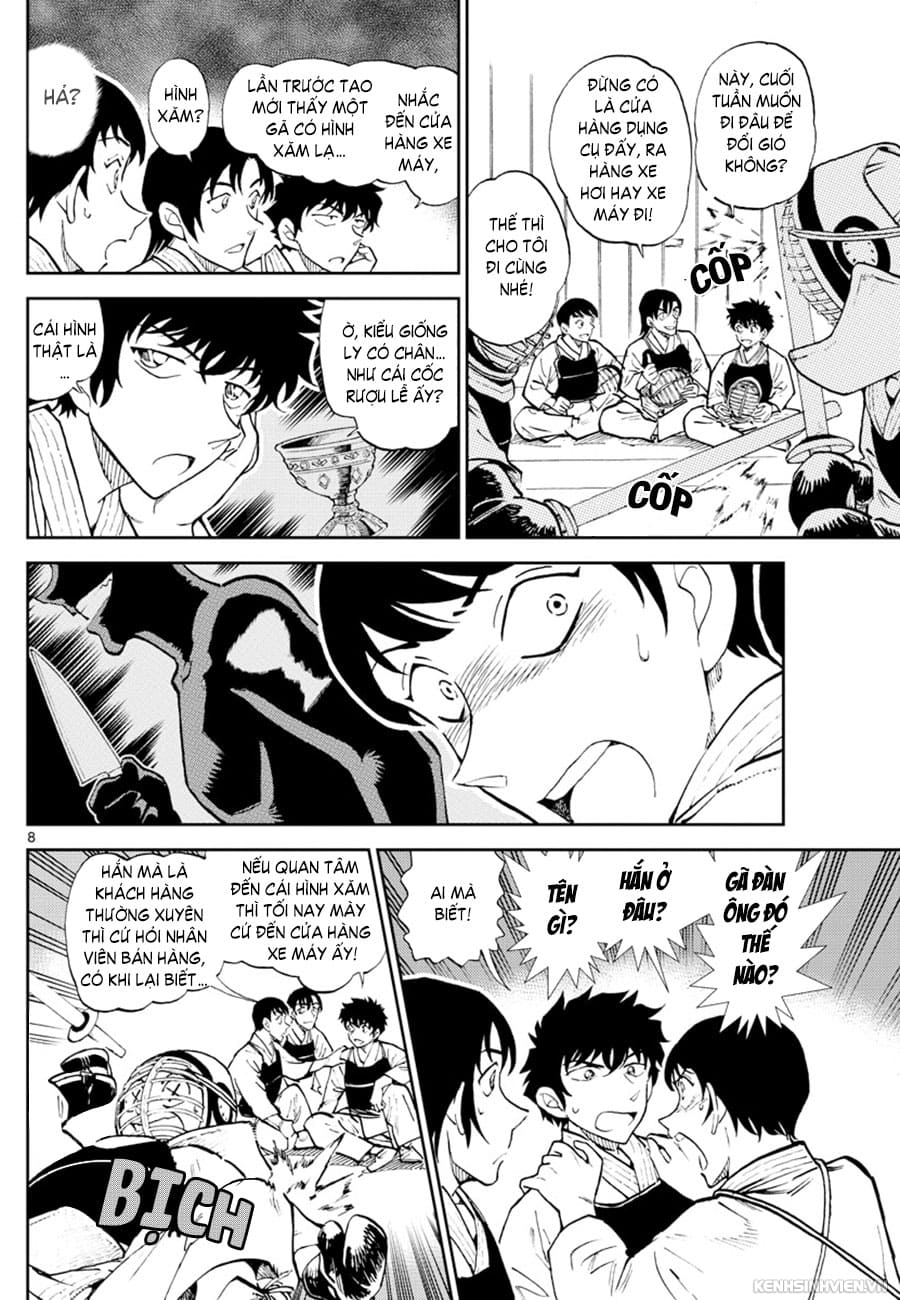 NÀY, CUỐI
TUẦN MUỐN
ĐI ĐÂU ĐỂ
ĐỔI GIÓ
KHÔNG?
ĐỪNG CÓ
LÀ CỬA
HÀNG DỤNG
CỤ ĐẤY, RA
HÀNG XE
HƠI HAY XE
MÁY ĐI!
THẾ THÌ
CHO TÔI
ĐI CÙNG
NHÉ!
CỐP
CỐP
NHẮC
ĐẾN CỬA
HÀNG XE
MÁY,
LẦN TRƯỚC TAO
MỚI THẤY MỘT
GÃ CÓ HÌNH
XĂM LẠ...
HÌNH
XĂM?
HẢ?
Ờ, KIỂU GIỐNG
LY CÓ CHÂN...
NHƯ CÁI CỐC
RƯỢU LỄ ẤY?
CÁI HÌNH
THẬT LÀ
...
8
GÃ ĐÀN
ÔNG ĐÓ
THẾ
NÀO?
HẮN Ở
ĐÂU?
TÊN
GÌ?
AI MÀ
BIẾT!
NẾU QUAN TÂM
ĐẾN CÁI HÌNH XĂM
THÌ TỐI NAY MÀY
CỨ ĐẾN CỬA HÀNG
XE MÁY ẤY!
HẮN MÀ LÀ
KHÁCH HÀNG
THƯỜNG XUYÊN
THÌ CỨ HỎI NHÂN
VIÊN BÁN HÀNG,
CÓ KHI LẠI BIẾT...
BỊCH
KENHSINHVIEN.VN